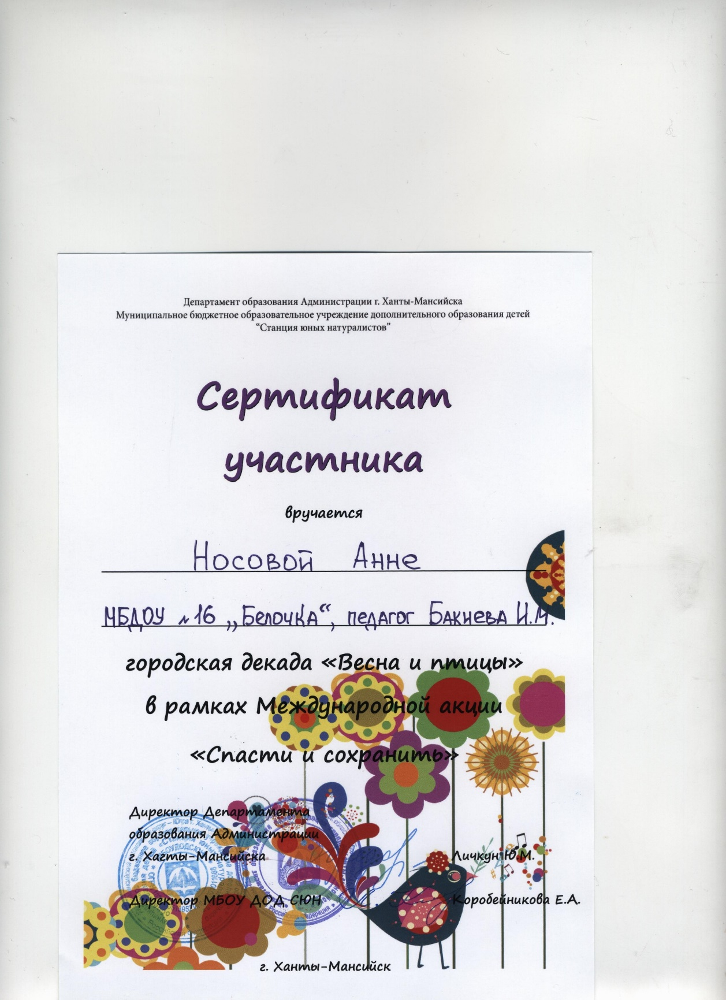 Департамент образования Администрации г. Ханты-Мансийска
Муниципальное бюджетное образовательное учреждение дополнительного образования детей
“Станция юных натуралистов”
Сертификат
участника
вручается
Носовой Анне
МБДОУ №16 „Белочка“, педагог Бакиева И.М.
городская декада «Весна и птицы»
в рамках Международной акции
«Спасти и сохранить»
Директор Департамента
образования Администрации
г. Хагты-Мансийска Личкун Ю.М.
Директор МБОУ ДОД СЮН Коробейникова Е.А.
г. Ханты-Мансийск